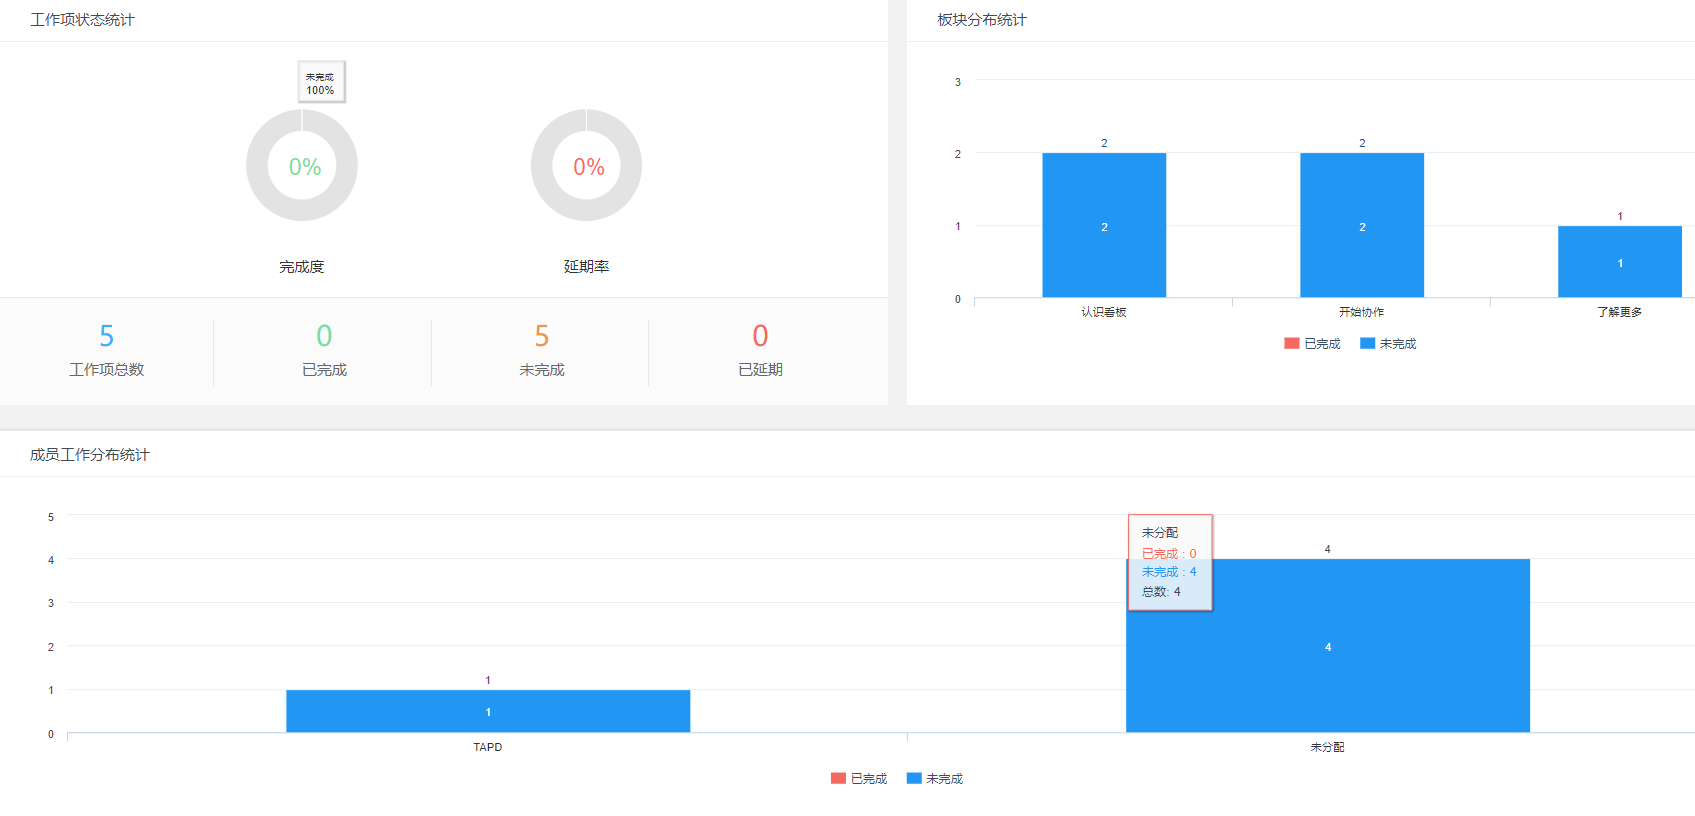 工作项状态统计
未完成
100%
0%
0%
完成度
延期率
5
0
5
0
工作项总数
已完成
未完成
已延期
板块分布统计
3
2
1
0
2
2
1
2
2
1
认识看板
开始协作
了解更多
已完成
未完成
成员工作分布统计
5
4
3
2
1
0
1
1
未分配
已完成 : 0
未完成 : 4
总数: 4
4
4
TAPD
未分配
已完成
未完成